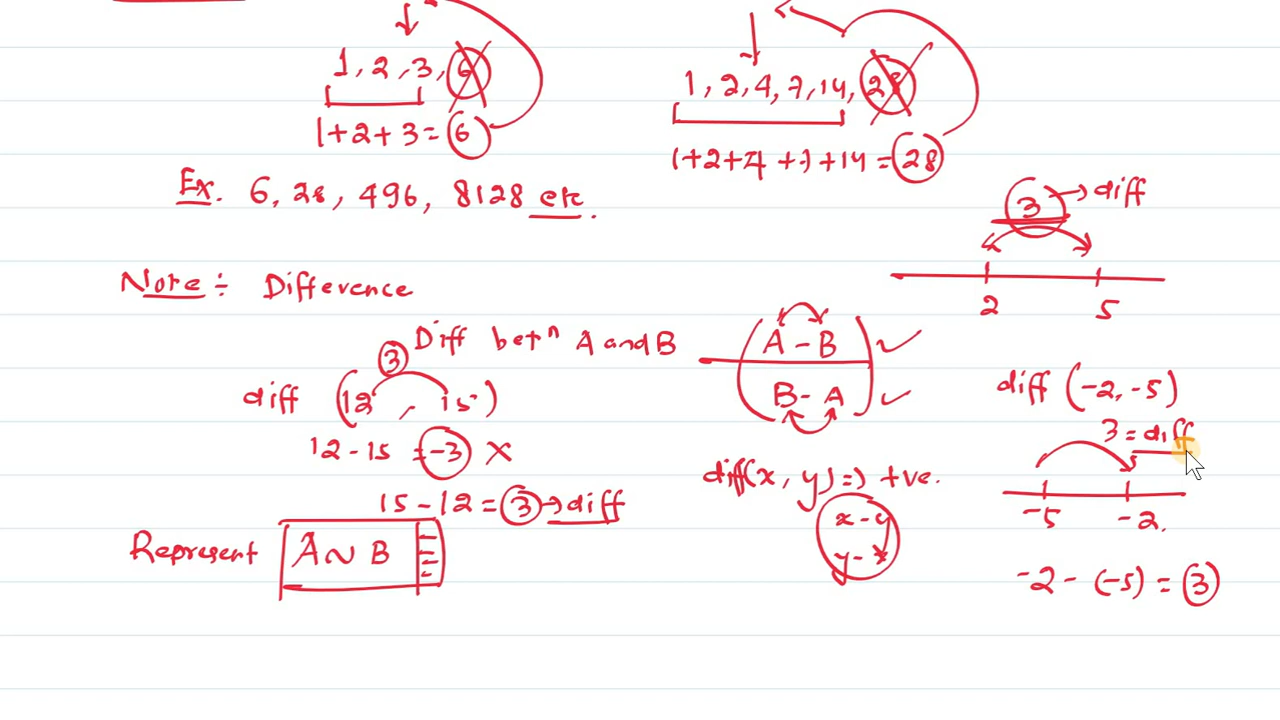 1, 2, 3, 6
1+2+3=6
1, 2, 4, 7, 14, 28
1+2+4+7+14=28
Ex. 6, 28, 496, 8128 etc.
3 → diff
2 5
Note ÷ Difference
Diff betⁿ A and B
A - B ✓
B - A ✓
3
diff (12, 15)
12-15 = -3 X
15-12 = 3 → diff
Represent A ~ B
diff(x, y) => +ve.
x-y
y-x
diff (-2, -5)
3 = diff
-5 -2.
-2 - (-5) = 3